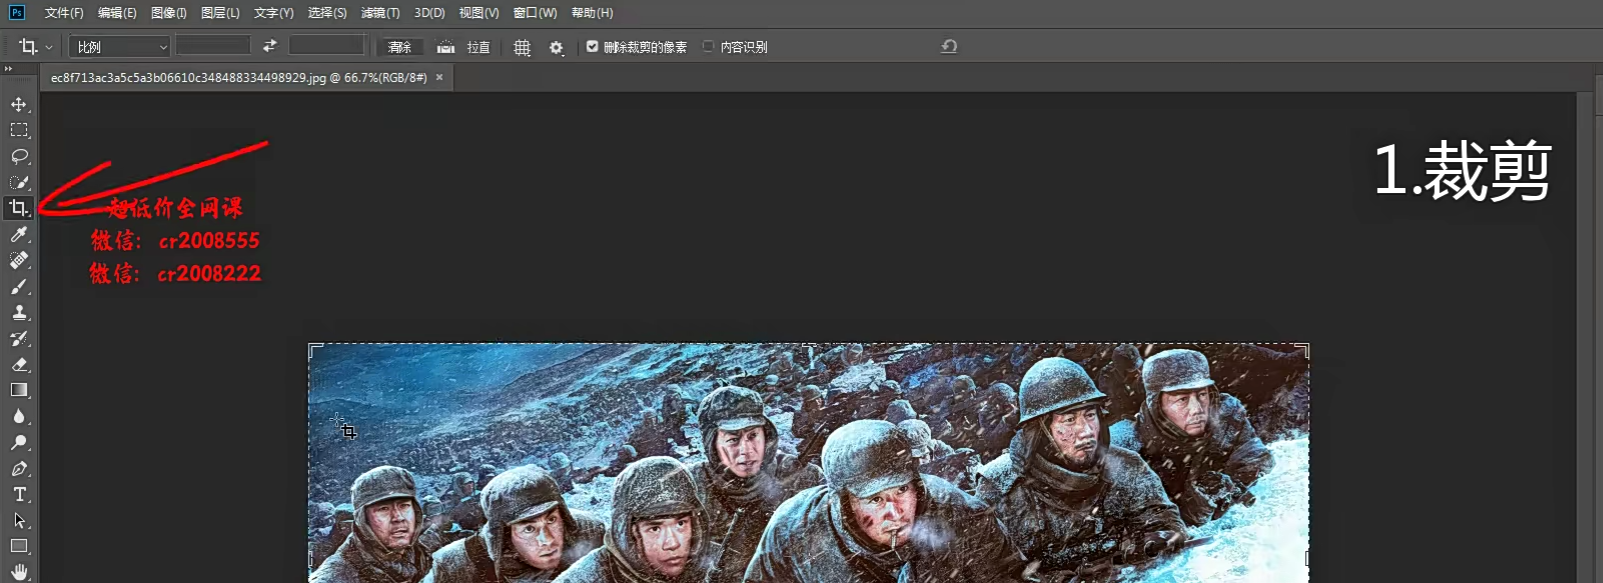 Ps 文件(F) 编辑(E) 图像(I) 图层(L) 文字(Y) 选择(S) 滤镜(T) 3D(D) 视图(V) 窗口(W) 帮助(H)
比例 清除 拉直 删除裁剪的像素 内容识别
ec8f713ac3a5c5a3b06610c348488334498929.jpg @ 66.7%(RGB/8#) ×
1.裁剪
超低价全网课
微信: cr2008555
微信: cr2008222